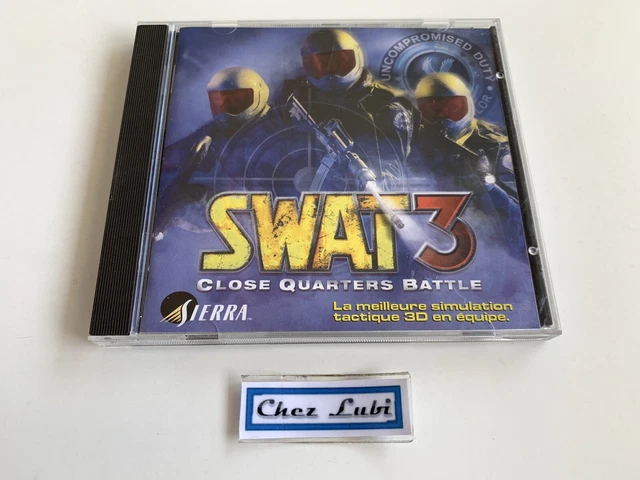 UNCOMPROMISED DUTY
SWAT 3
CLOSE QUARTERS BATTLE
SIERRA
La meilleure simulation
tactique 3D en équipe.
Chez Lubi